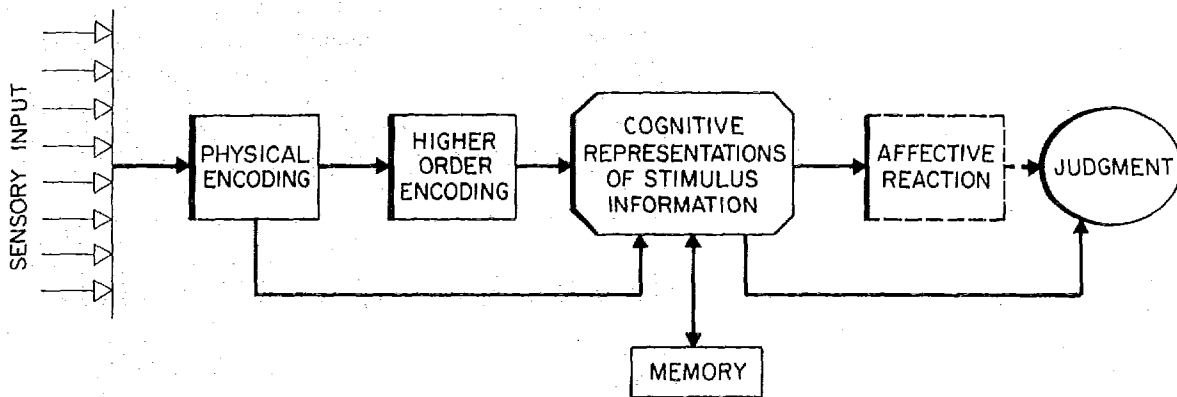 SENSORY INPUT
PHYSICAL
ENCODING
HIGHER
ORDER
ENCODING
COGNITIVE
REPRESENTATIONS
OF STIMULUS
INFORMATION
AFFECTIVE
REACTION
JUDGMENT
MEMORY